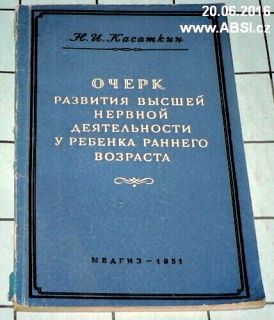 20.06.2016
www.ABSI.cz
Н.И.Касаткин
ОЧЕРК
РАЗВИТИЯ ВЫСШЕЙ
НЕРВНОЙ
ДЕЯТЕЛЬНОСТИ
У РЕБЕНКА РАННЕГО
ВОЗРАСТА
МЕДГИЗ — 1951